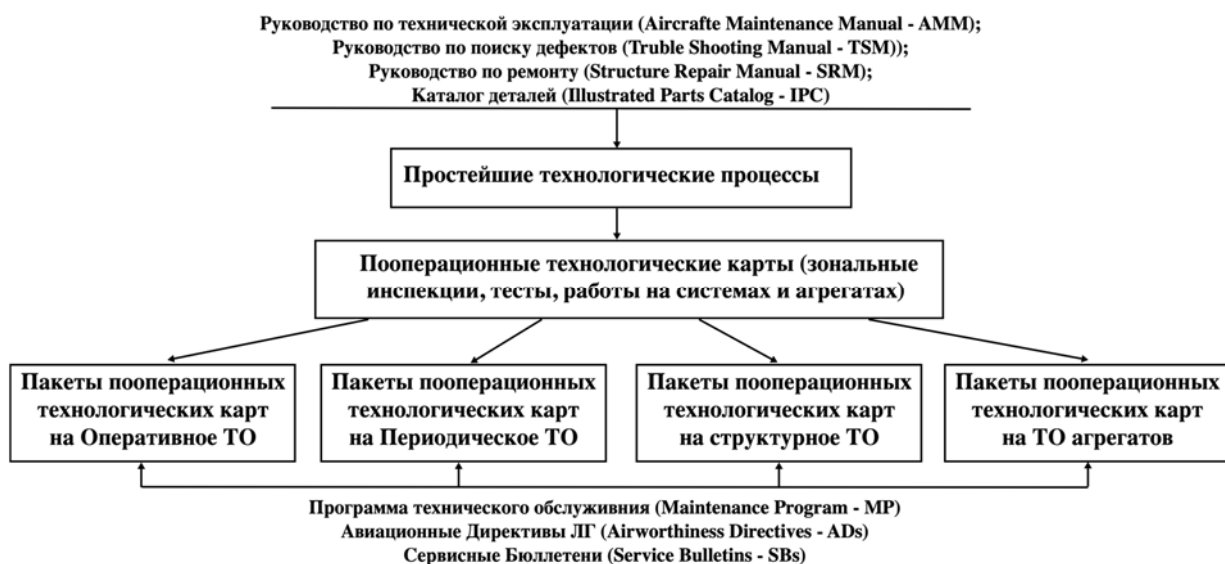 Руководство по технической эксплуатации (Aircrafte Maintenance Manual - AMM);
Руководство по поиску дефектов (Truble Shooting Manual - TSM));
Руководство по ремонту (Structure Repair Manual - SRM);
Каталог деталей (Illustrated Parts Catalog - IPC)
Простейшие технологические процессы
Пооперационные технологические карты (зональные
инспекции, тесты, работы на системах и агрегатах)
Пакеты пооперационных
технологических карт
на Оперативное ТО
Пакеты пооперационных
технологических карт
на Периодическое ТО
Пакеты пооперационных
технологических карт
на структурное ТО
Пакеты пооперационных
технологических карт
на ТО агрегатов
Программа технического обслуживния (Maintenance Program - MP)
Авиационные Директивы ЛГ (Airworthiness Directives - ADs)
Сервисные Бюллетени (Service Bulletins - SBs)